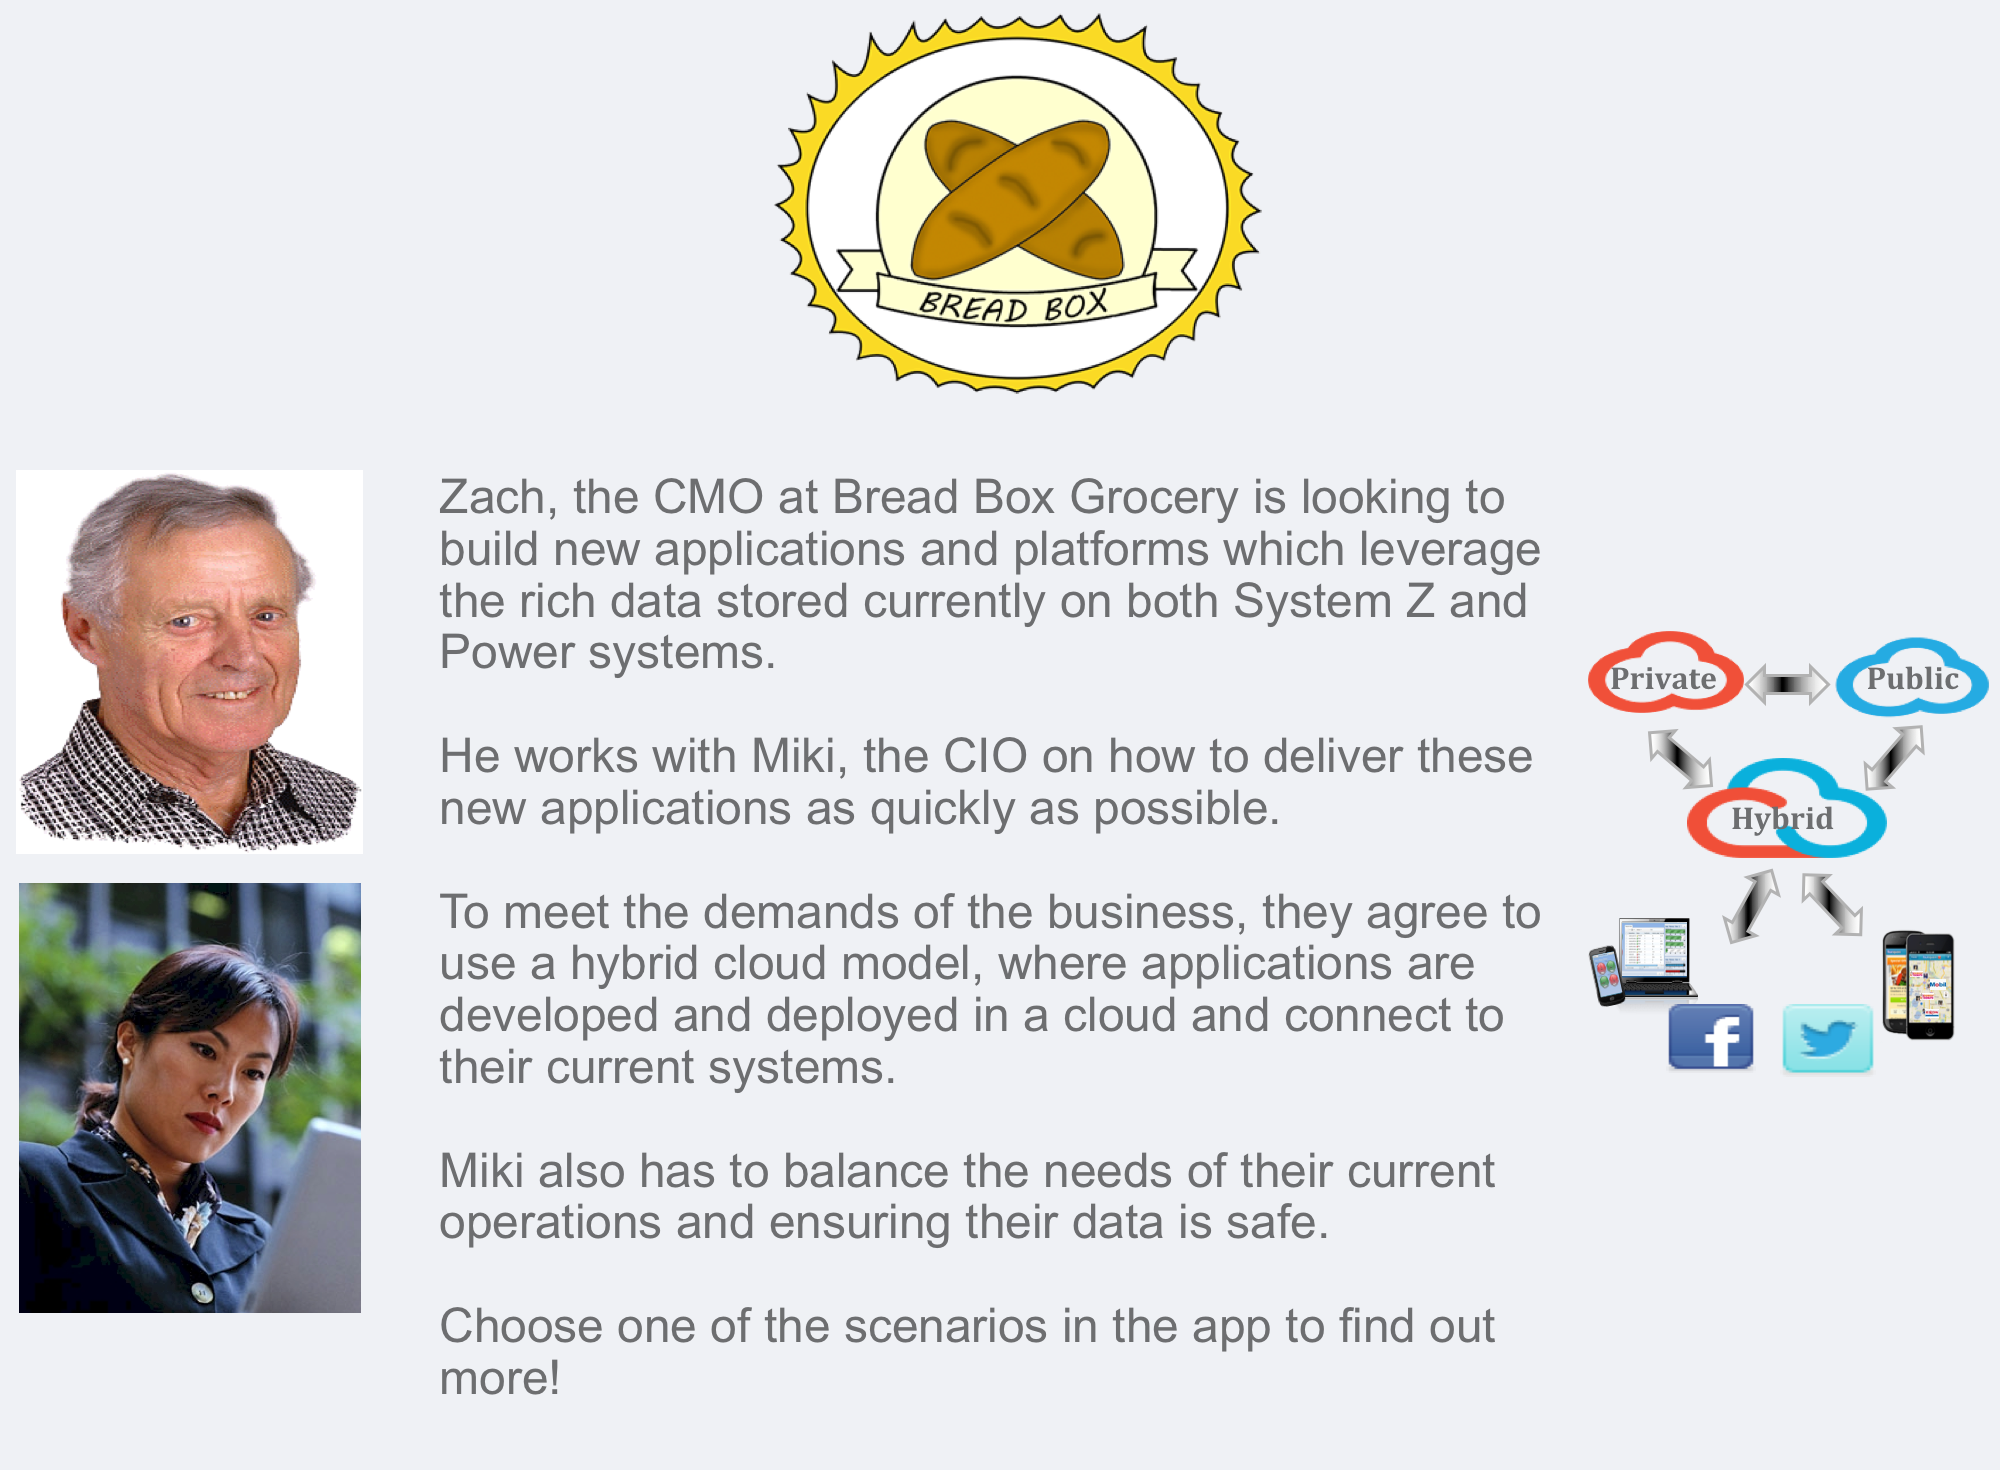 BREAD BOX
Zach, the CMO at Bread Box Grocery is looking to
build new applications and platforms which leverage
the rich data stored currently on both System Z and
Power systems.
He works with Miki, the CIO on how to deliver these
new applications as quickly as possible.
To meet the demands of the business, they agree to
use a hybrid cloud model, where applications are
developed and deployed in a cloud and connect to
their current systems.
Miki also has to balance the needs of their current
operations and ensuring their data is safe.
Choose one of the scenarios in the app to find out
more!
Private
Public
Hybrid
f
Mobil